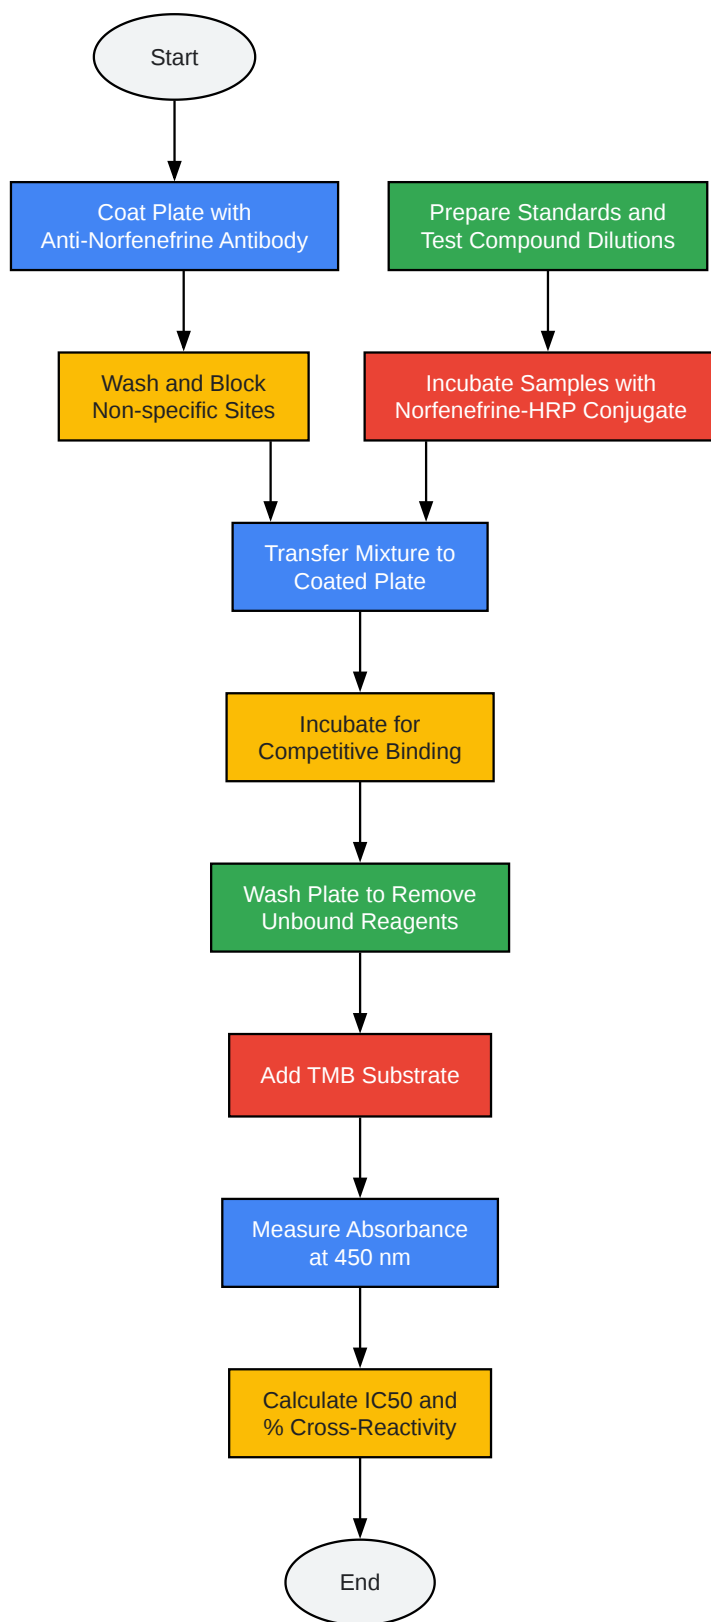 Start
Coat Plate with
Anti-Norfenefrine Antibody
Prepare Standards and
Test Compound Dilutions
Wash and Block
Non-specific Sites
Incubate Samples with
Norfenefrine-HRP Conjugate
Transfer Mixture to
Coated Plate
Incubate for
Competitive Binding
Wash Plate to Remove
Unbound Reagents
Add TMB Substrate
Measure Absorbance
at 450 nm
Calculate IC50 and
% Cross-Reactivity
End